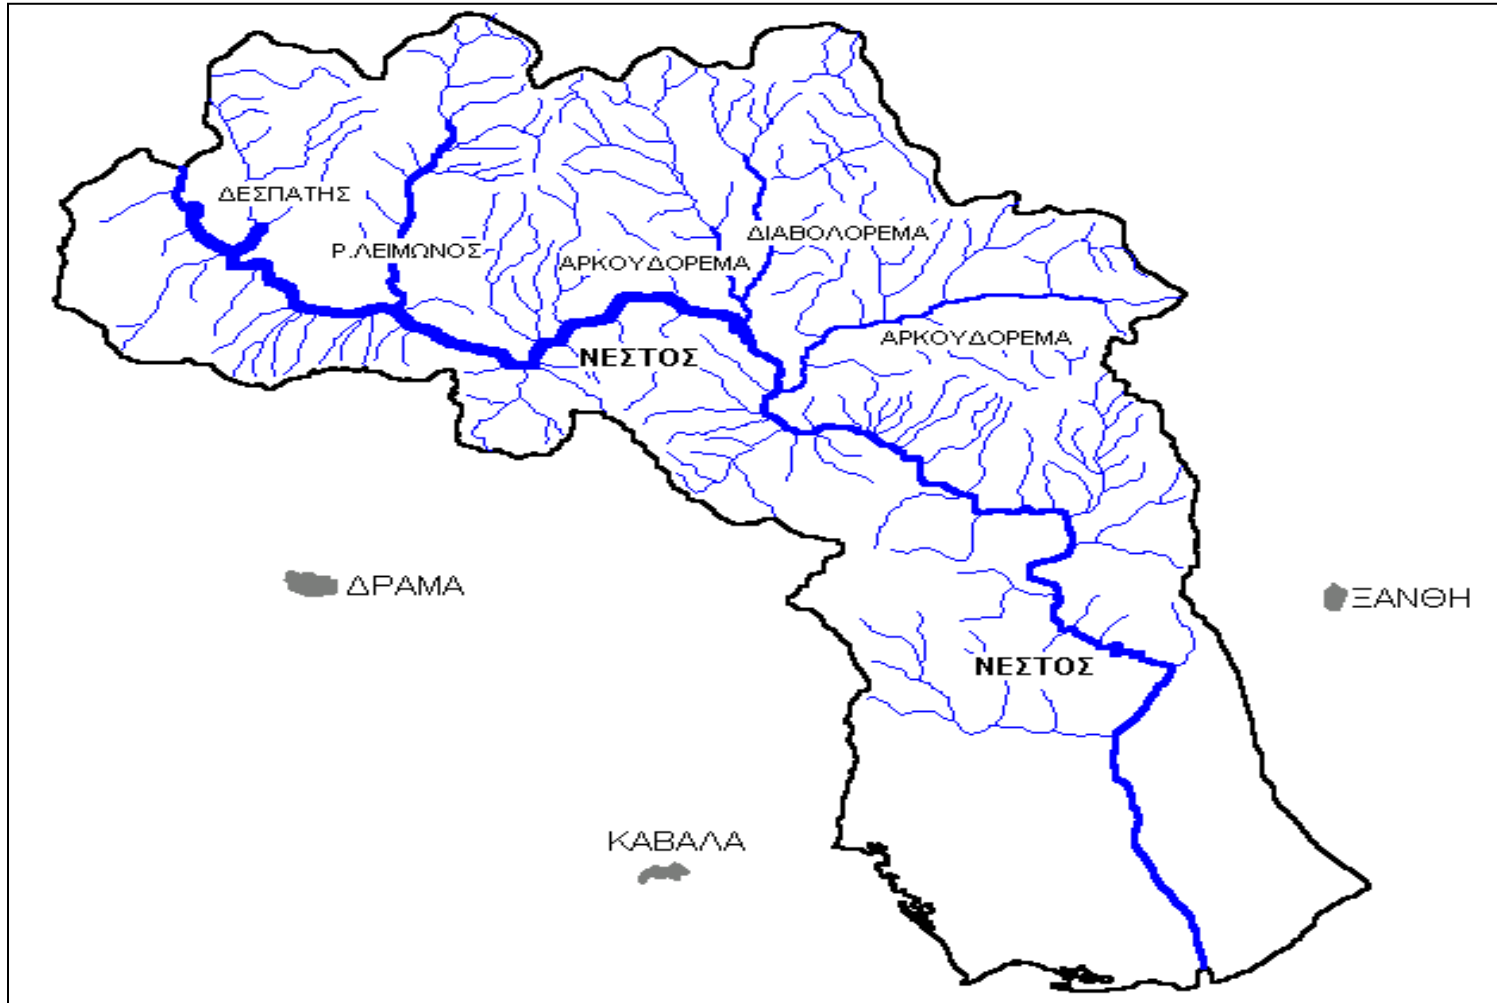 ΔΕΣΠΑΤΗΣ
ΔΙΑΒΟΛΟΡΕΜΑ
Ρ.ΛΕΙΜΩΝΟΣ
ΑΡΚΟΥΔΟΡΕΜΑ
ΑΡΚΟΥΔΟΡΕΜΑ
ΝΕΣΤΟΣ
ΔΡΑΜΑ
ΞΑΝΘΗ
ΝΕΣΤΟΣ
ΚΑΒΑΛΑ